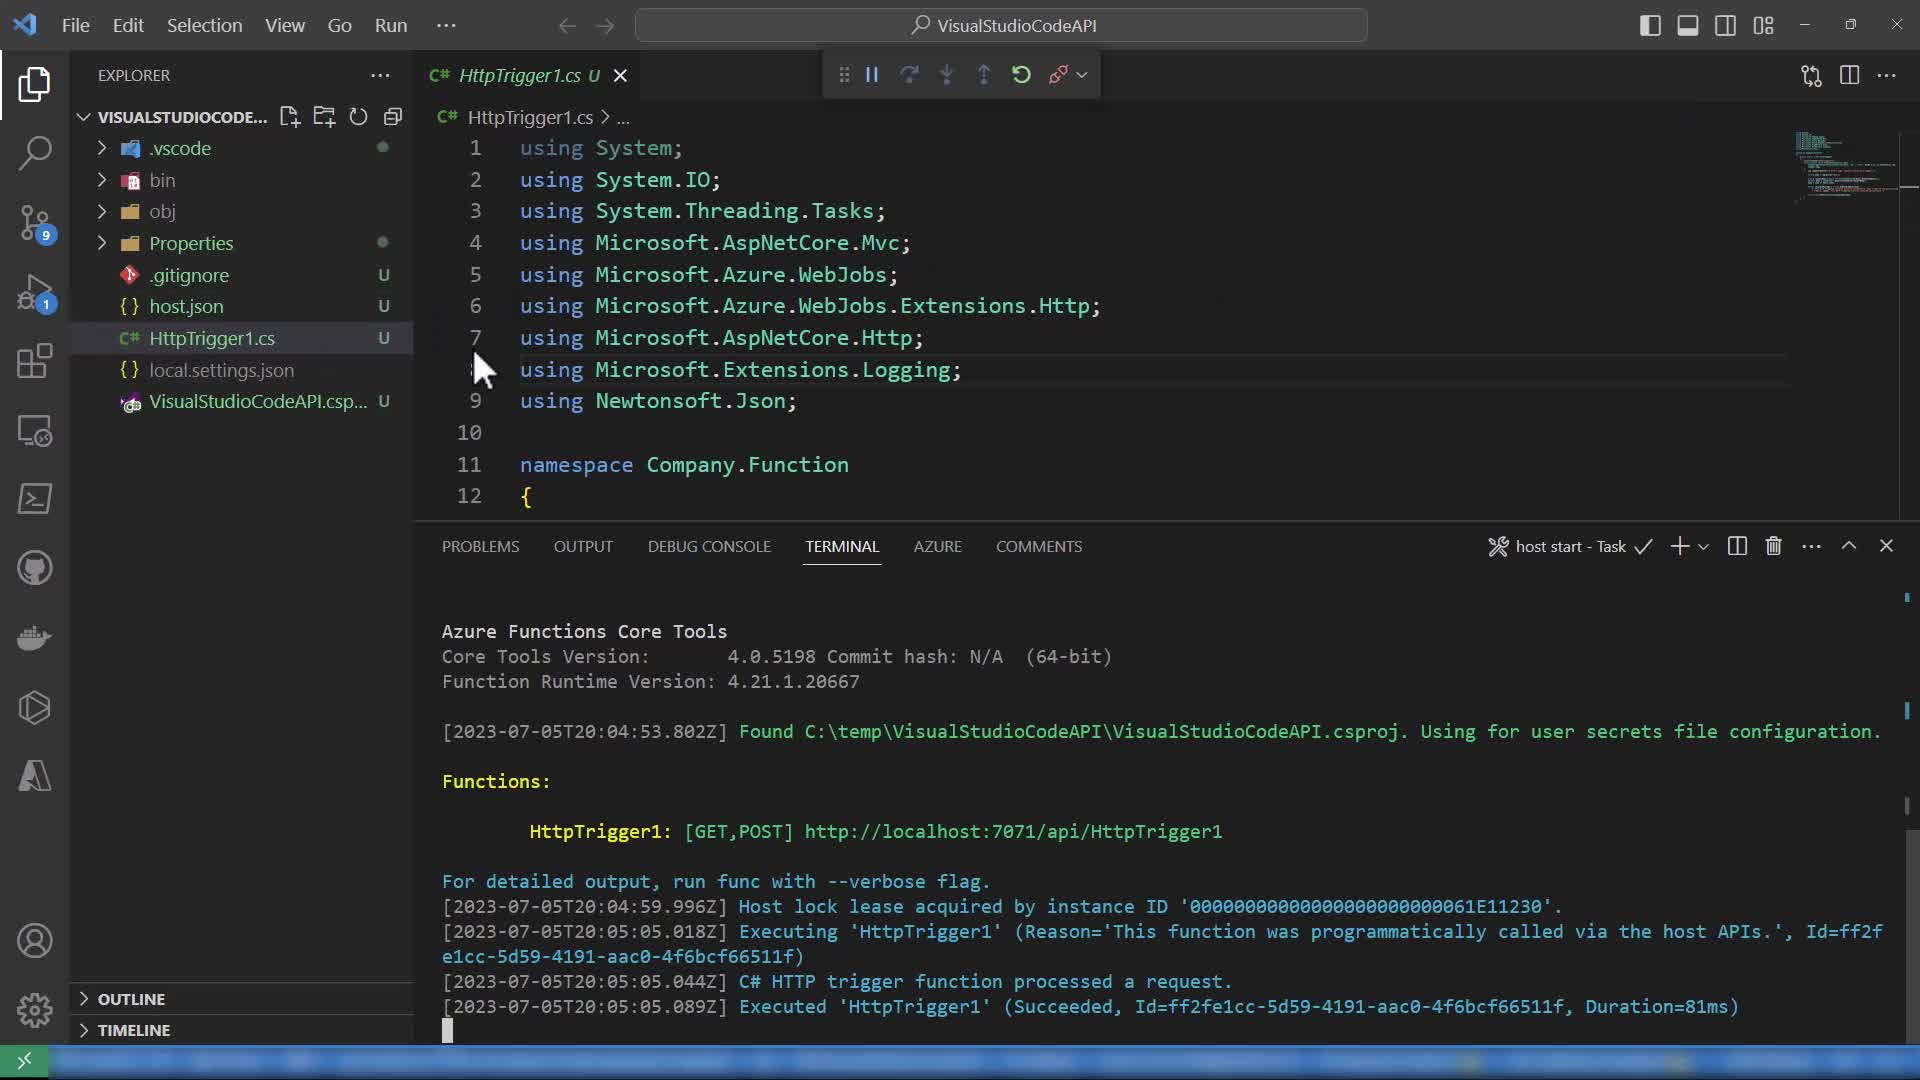 File Edit Selection View Go Run ...
VisualStudioCodeAPI
EXPLORER
HttpTrigger1.cs U
VISUALSTUDIOCODE...
C# HttpTrigger1.cs > ...
.vscode
bin
obj
Properties
.gitignore U
host.json U
C# HttpTrigger1.cs U
local.settings.json
VisualStudioCodeAPI.csp... U
9
1
1 using System;
2 using System.IO;
3 using System.Threading.Tasks;
4 using Microsoft.AspNetCore.Mvc;
5 using Microsoft.Azure.WebJobs;
6 using Microsoft.Azure.WebJobs.Extensions.Http;
7 using Microsoft.AspNetCore.Http;
using Microsoft.Extensions.Logging;
9 using Newtonsoft.Json;
10
11 namespace Company.Function
12 {
PROBLEMS OUTPUT DEBUG CONSOLE TERMINAL AZURE COMMENTS
host start - Task
Azure Functions Core Tools
Core Tools Version: 4.0.5198 Commit hash: N/A (64-bit)
Function Runtime Version: 4.21.1.20667
[2023-07-05T20:04:53.802Z] Found C:\temp\VisualStudioCodeAPI\VisualStudioCodeAPI.csproj. Using for user secrets file configuration.
Functions:
HttpTrigger1: [GET,POST] http://localhost:7071/api/HttpTrigger1
For detailed output, run func with --verbose flag.
[2023-07-05T20:04:59.996Z] Host lock lease acquired by instance ID '00000000000000000000000061E11230'.
[2023-07-05T20:05:05.018Z] Executing 'HttpTrigger1' (Reason='This function was programmatically called via the host APIs.', Id=ff2f
e1cc-5d59-4191-aac0-4f6bcf66511f)
[2023-07-05T20:05:05.044Z] C# HTTP trigger function processed a request.
[2023-07-05T20:05:05.089Z] Executed 'HttpTrigger1' (Succeeded, Id=ff2fe1cc-5d59-4191-aac0-4f6bcf66511f, Duration=81ms)
OUTLINE
TIMELINE